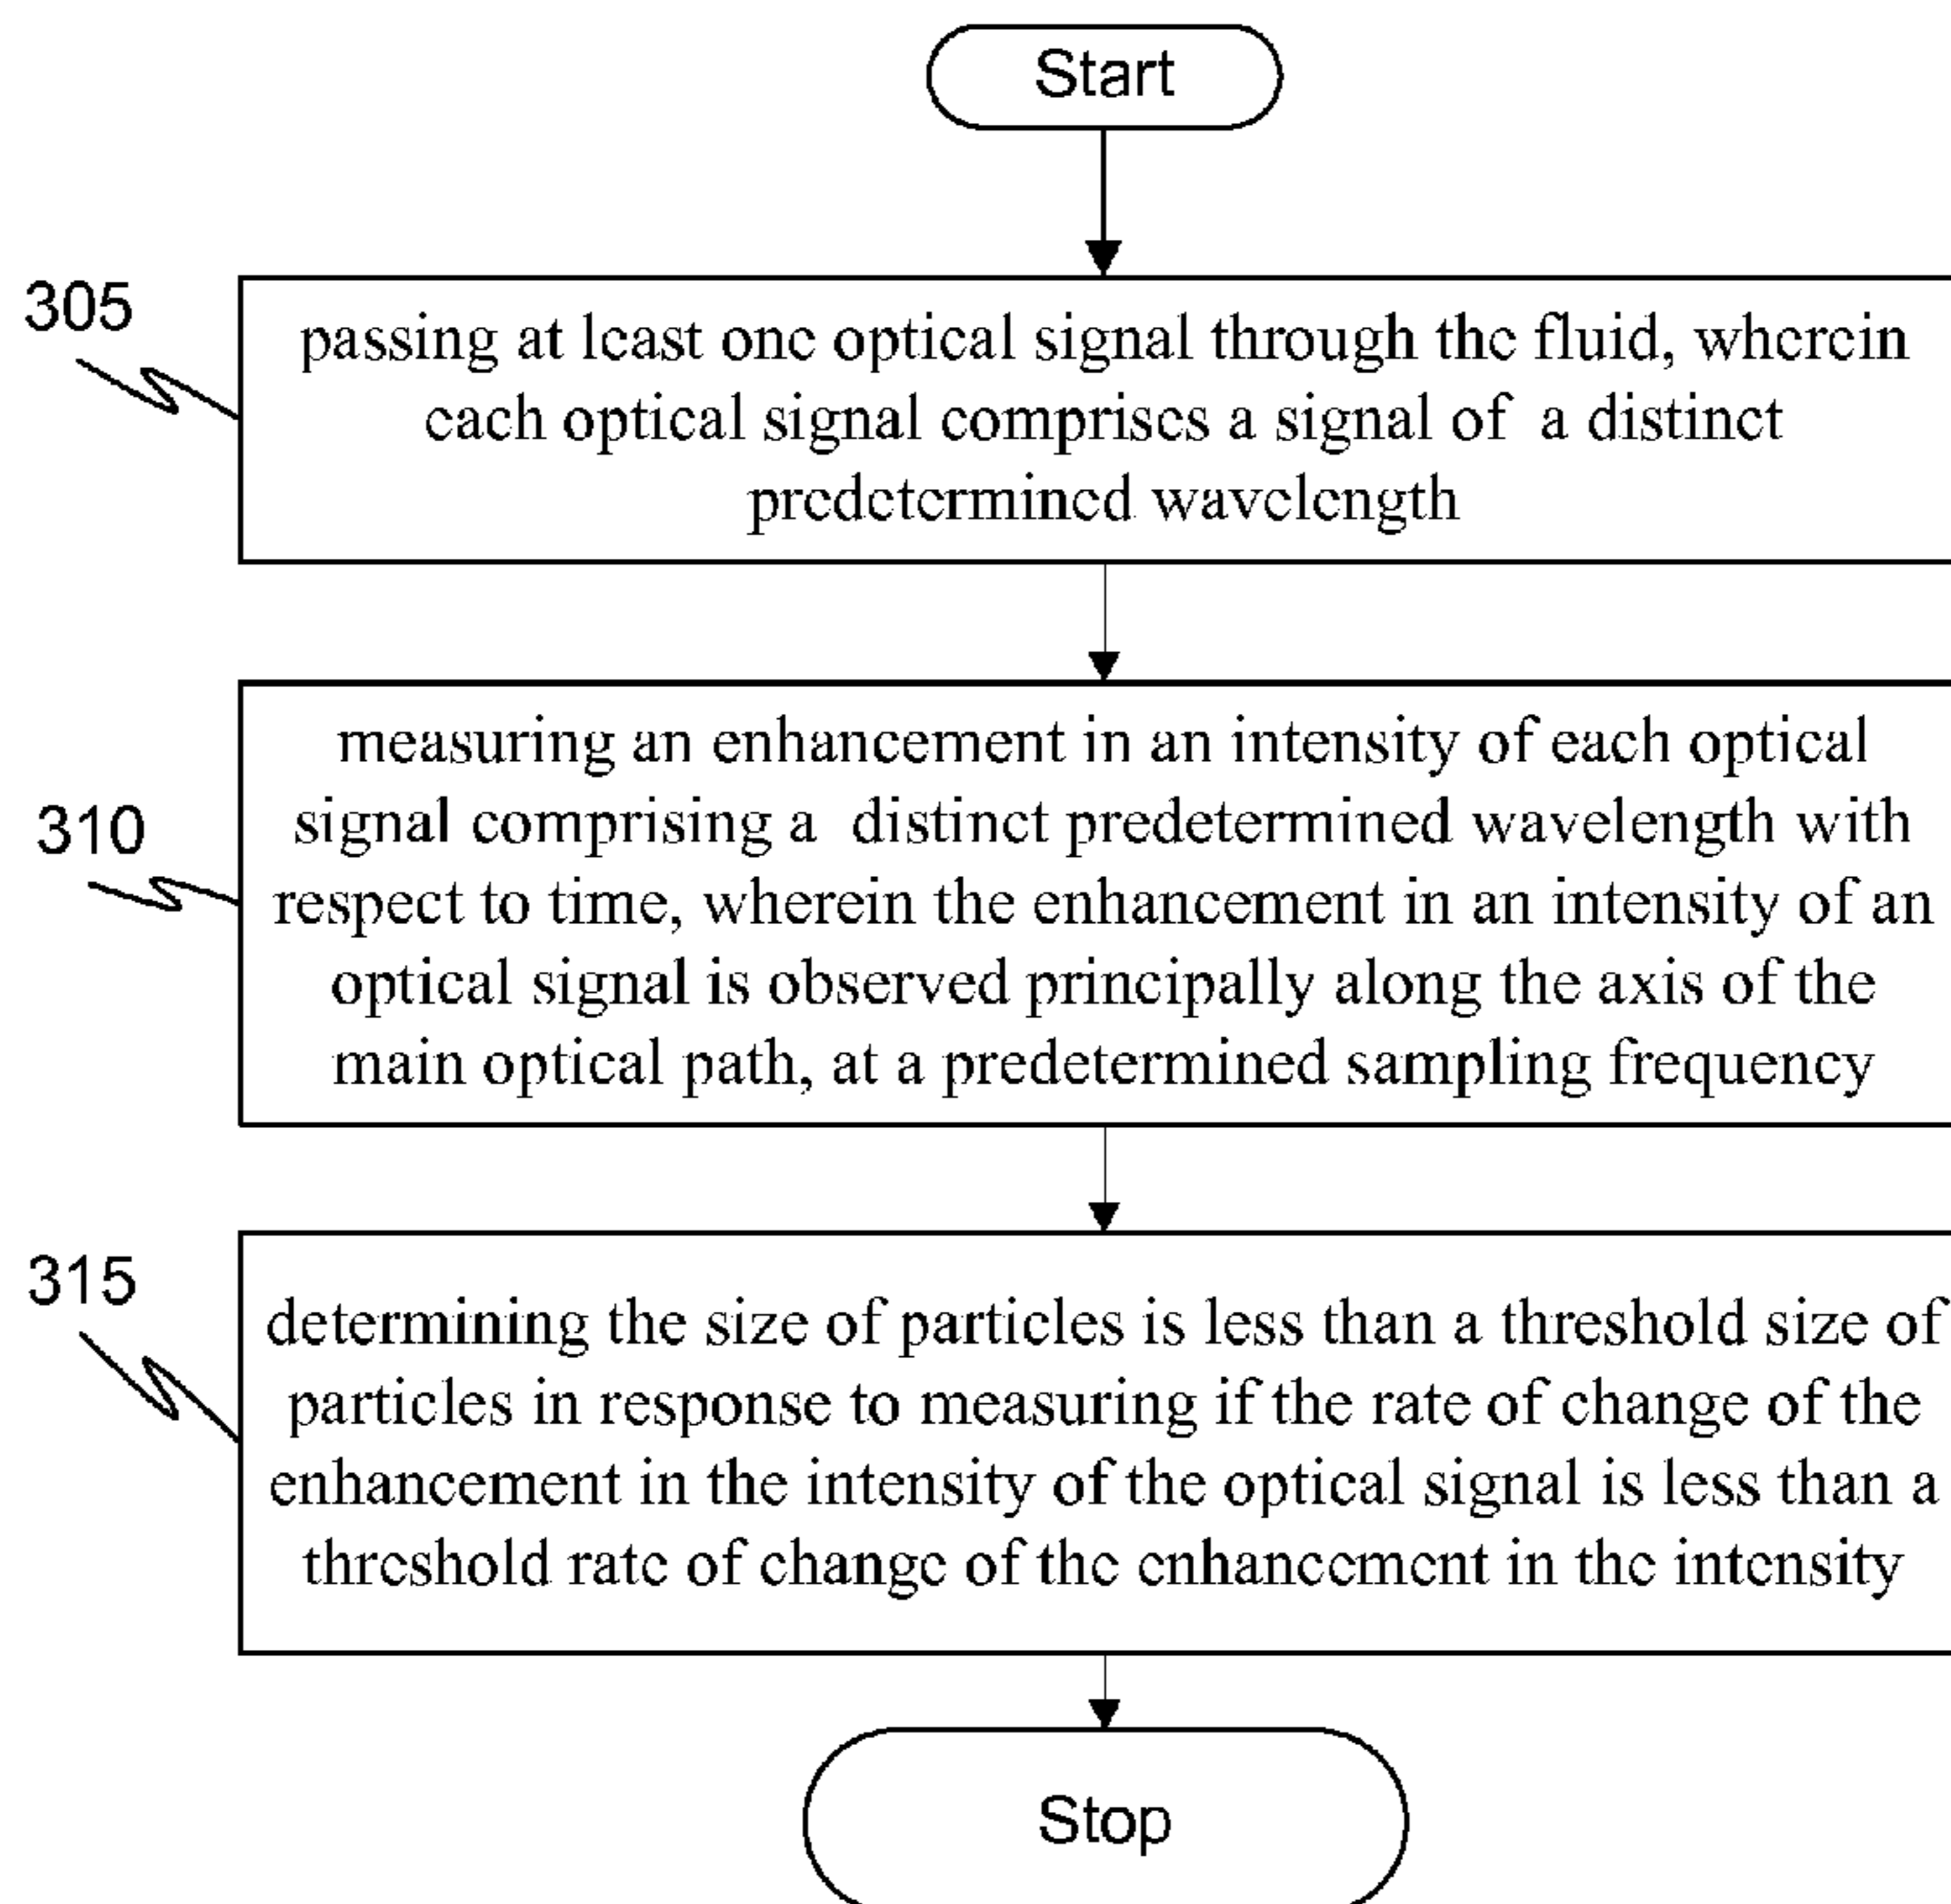 Start
305
passing at least one optical signal through the fluid, wherein
each optical signal comprises a signal of a distinct
predetermined wavelength
310
measuring an enhancement in an intensity of each optical
signal comprising a distinct predetermined wavelength with
respect to time, wherein the enhancement in an intensity of an
optical signal is observed principally along the axis of the
main optical path, at a predetermined sampling frequency
315
determining the size of particles is less than a threshold size of
particles in response to measuring if the rate of change of the
enhancement in the intensity of the optical signal is less than a
threshold rate of change of the enhancement in the intensity
Stop